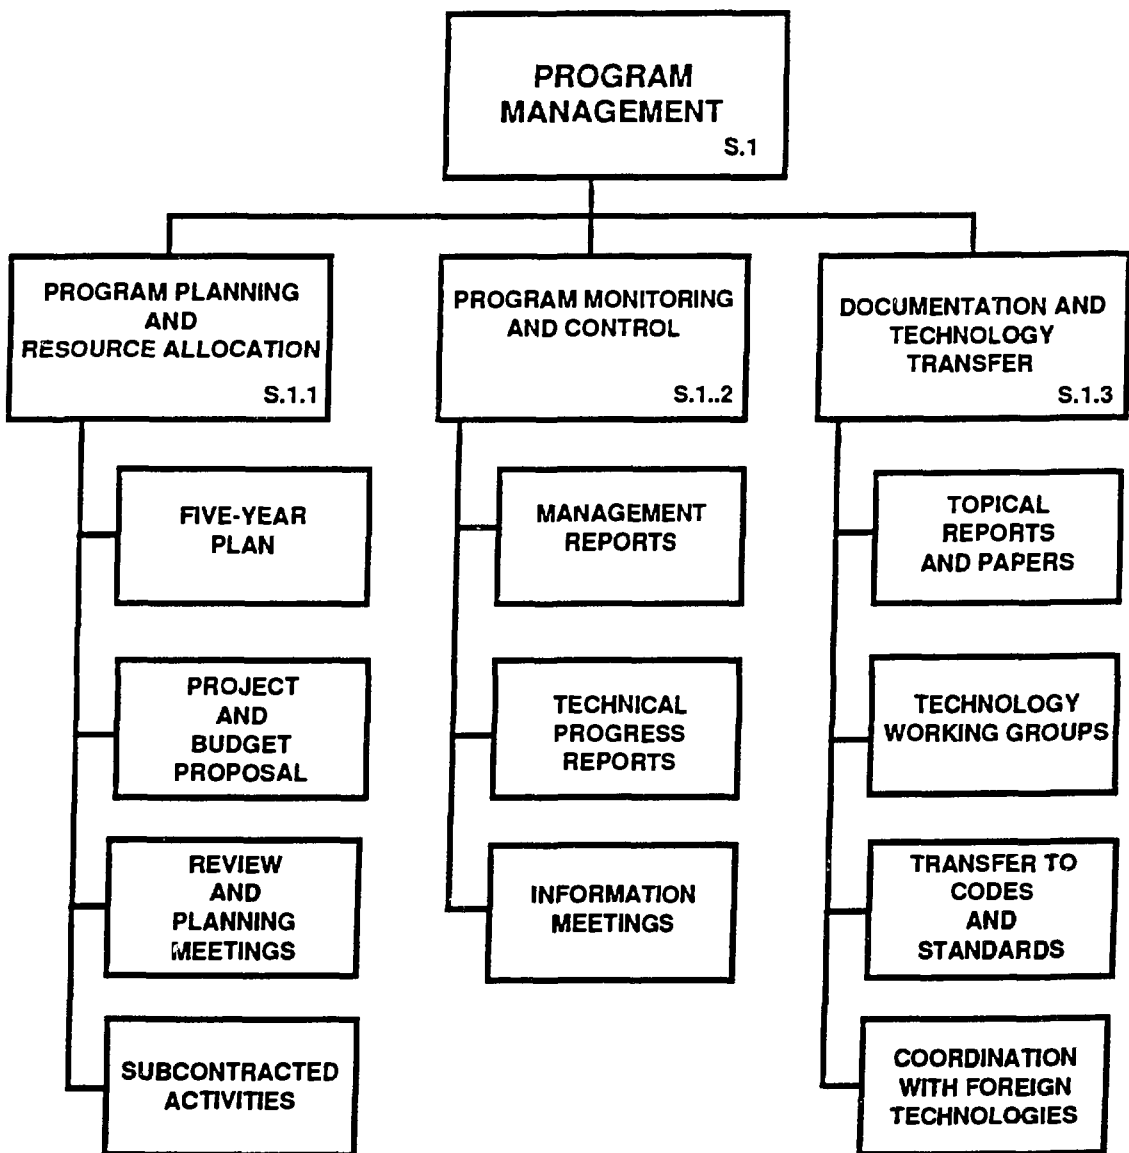 PROGRAM
MANAGEMENT
S.1
PROGRAM PLANNING
AND
RESOURCE ALLOCATION
S.1.1
FIVE-YEAR
PLAN
PROJECT
AND
BUDGET
PROPOSAL
REVIEW
AND
PLANNING
MEETINGS
SUBCONTRACTED
ACTIVITIES
PROGRAM MONITORING
AND CONTROL
S.1..2
MANAGEMENT
REPORTS
TECHNICAL
PROGRESS
REPORTS
INFORMATION
MEETINGS
DOCUMENTATION AND
TECHNOLOGY
TRANSFER
S.1.3
TOPICAL
REPORTS
AND PAPERS
TECHNOLOGY
WORKING GROUPS
TRANSFER TO
CODES
AND
STANDARDS
COORDINATION
WITH FOREIGN
TECHNOLOGIES